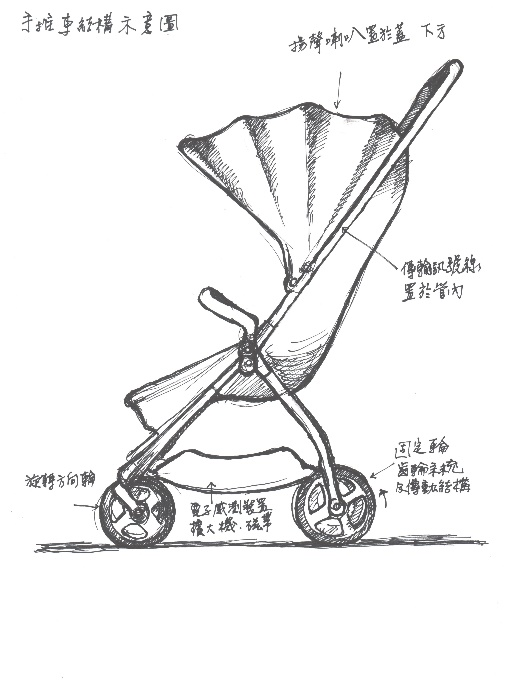 手推車結構示意圖
揚聲喇叭置於蓋 下方
傳輸訊號線
置於管內
固定輪
齒輪系統
及傳動結構
旋轉方向輪
電子感測裝置
擴大機、磁單